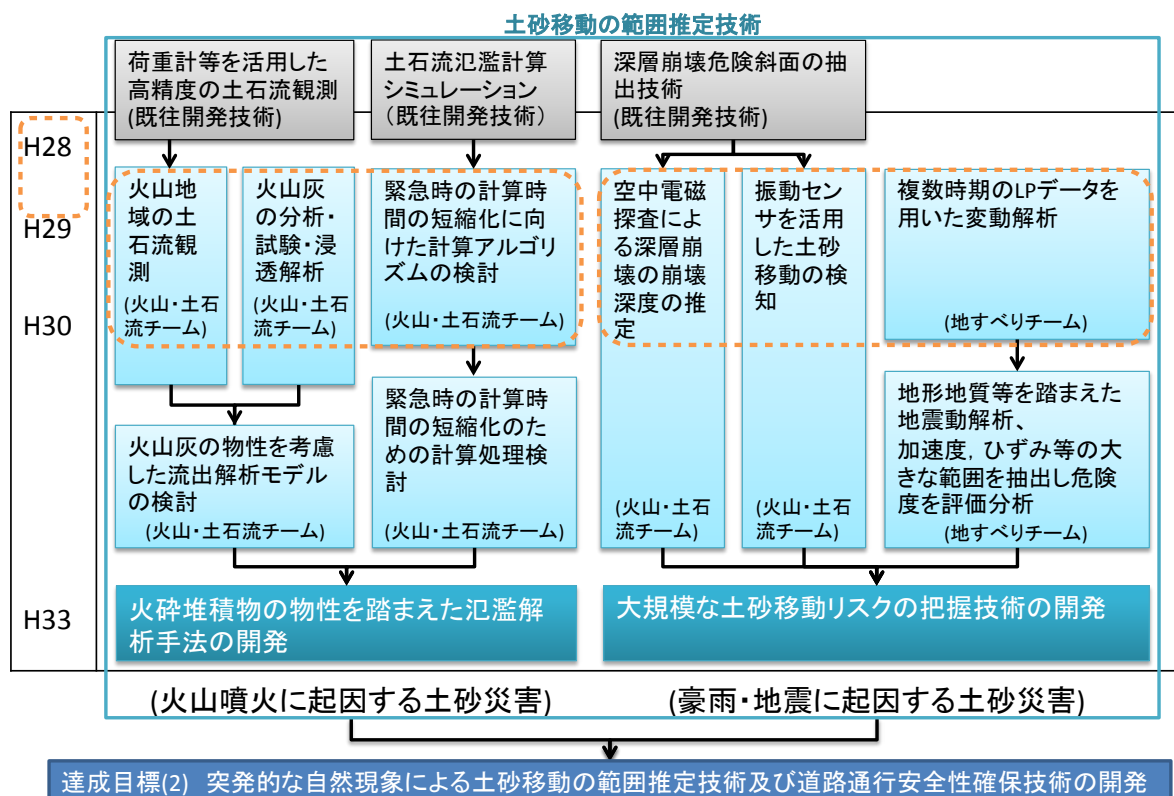 土砂移動の範囲推定技術
荷重計等を活用した
高精度の土石流観測
(既往開発技術)
土石流氾濫計算
シミュレーション
(既往開発技術)
深層崩壊危険斜面の抽
出技術
(既往開発技術)
H28
H29
H30
H33
火山地
域の土
石流観
測
(火山・土石
流チーム)
火山灰
の分析・
試験・浸
透解析
(火山・土石
流チーム)
緊急時の計算時
間の短縮化に向
けた計算アルゴリ
ズムの検討
(火山・土石流チーム)
空中電磁
探査によ
る深層崩
壊の崩壊
深度の推
定
(火山・土石
流チーム)
振動セン
サを活用
した土砂
移動の検
知
(火山・土石
流チーム)
複数時期のLPデータを
用いた変動解析
(地すべりチーム)
火山灰の物性を考慮
した流出解析モデル
の検討
(火山・土石流チーム)
緊急時の計算時
間の短縮化のた
めの計算処理検
討
(火山・土石流チーム)
地形地質等を踏まえた
地震動解析、
加速度，ひずみ等の大
きな範囲を抽出し危険
度を評価分析
(地すべりチーム)
火砕堆積物の物性を踏まえた氾濫解
析手法の開発
大規模な土砂移動リスクの把握技術の開発
(火山噴火に起因する土砂災害)
(豪雨・地震に起因する土砂災害)
達成目標(2) 突発的な自然現象による土砂移動の範囲推定技術及び道路通行安全性確保技術の開発